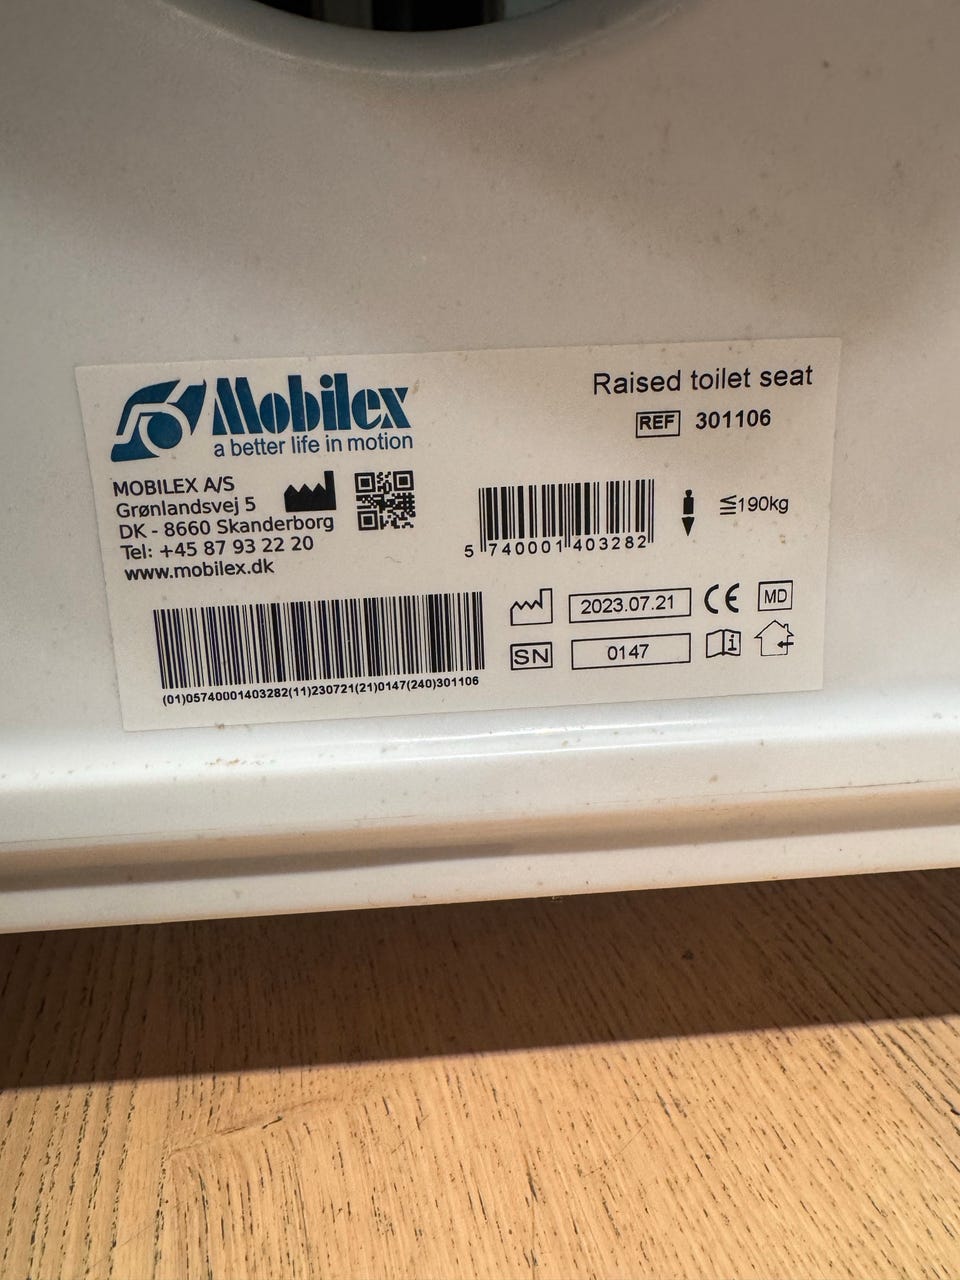 Mobilex
a better life in motion
Raised toilet seat
REF 301106
MOBILEX A/S
Grønlandsvej 5
DK - 8660 Skanderborg
Tel: +45 87 93 22 20
www.mobilex.dk
5 740001 403282
≦190kg
2023.07.21 CE MD
SN 0147 i
(01)05740001403282(11)230721(21)0147(240)301106